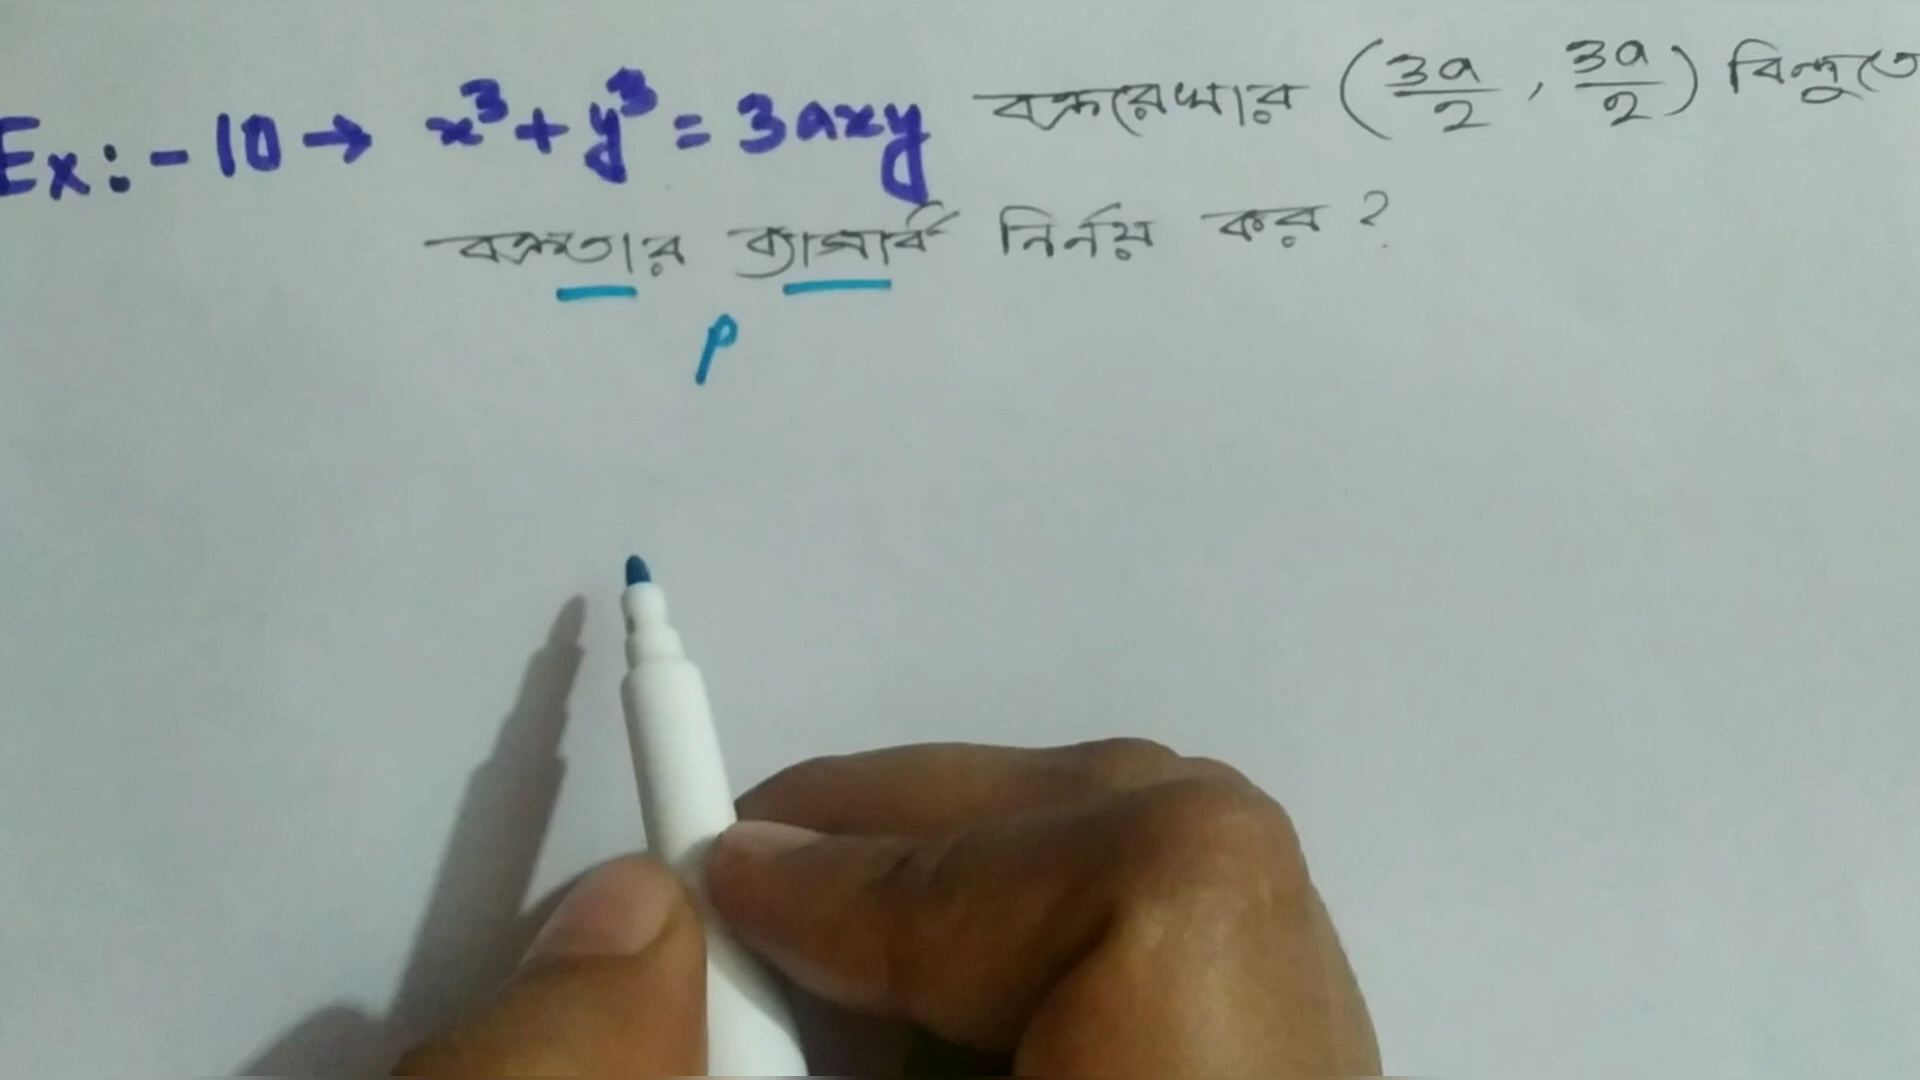 Ex:- 10 → x³ + y³ = 3axy বক্ররেখার (3a/2, 3a/2) বিন্দুতে
বক্রতার ব্যাসার্ধ নির্ণয় কর ?
ρ